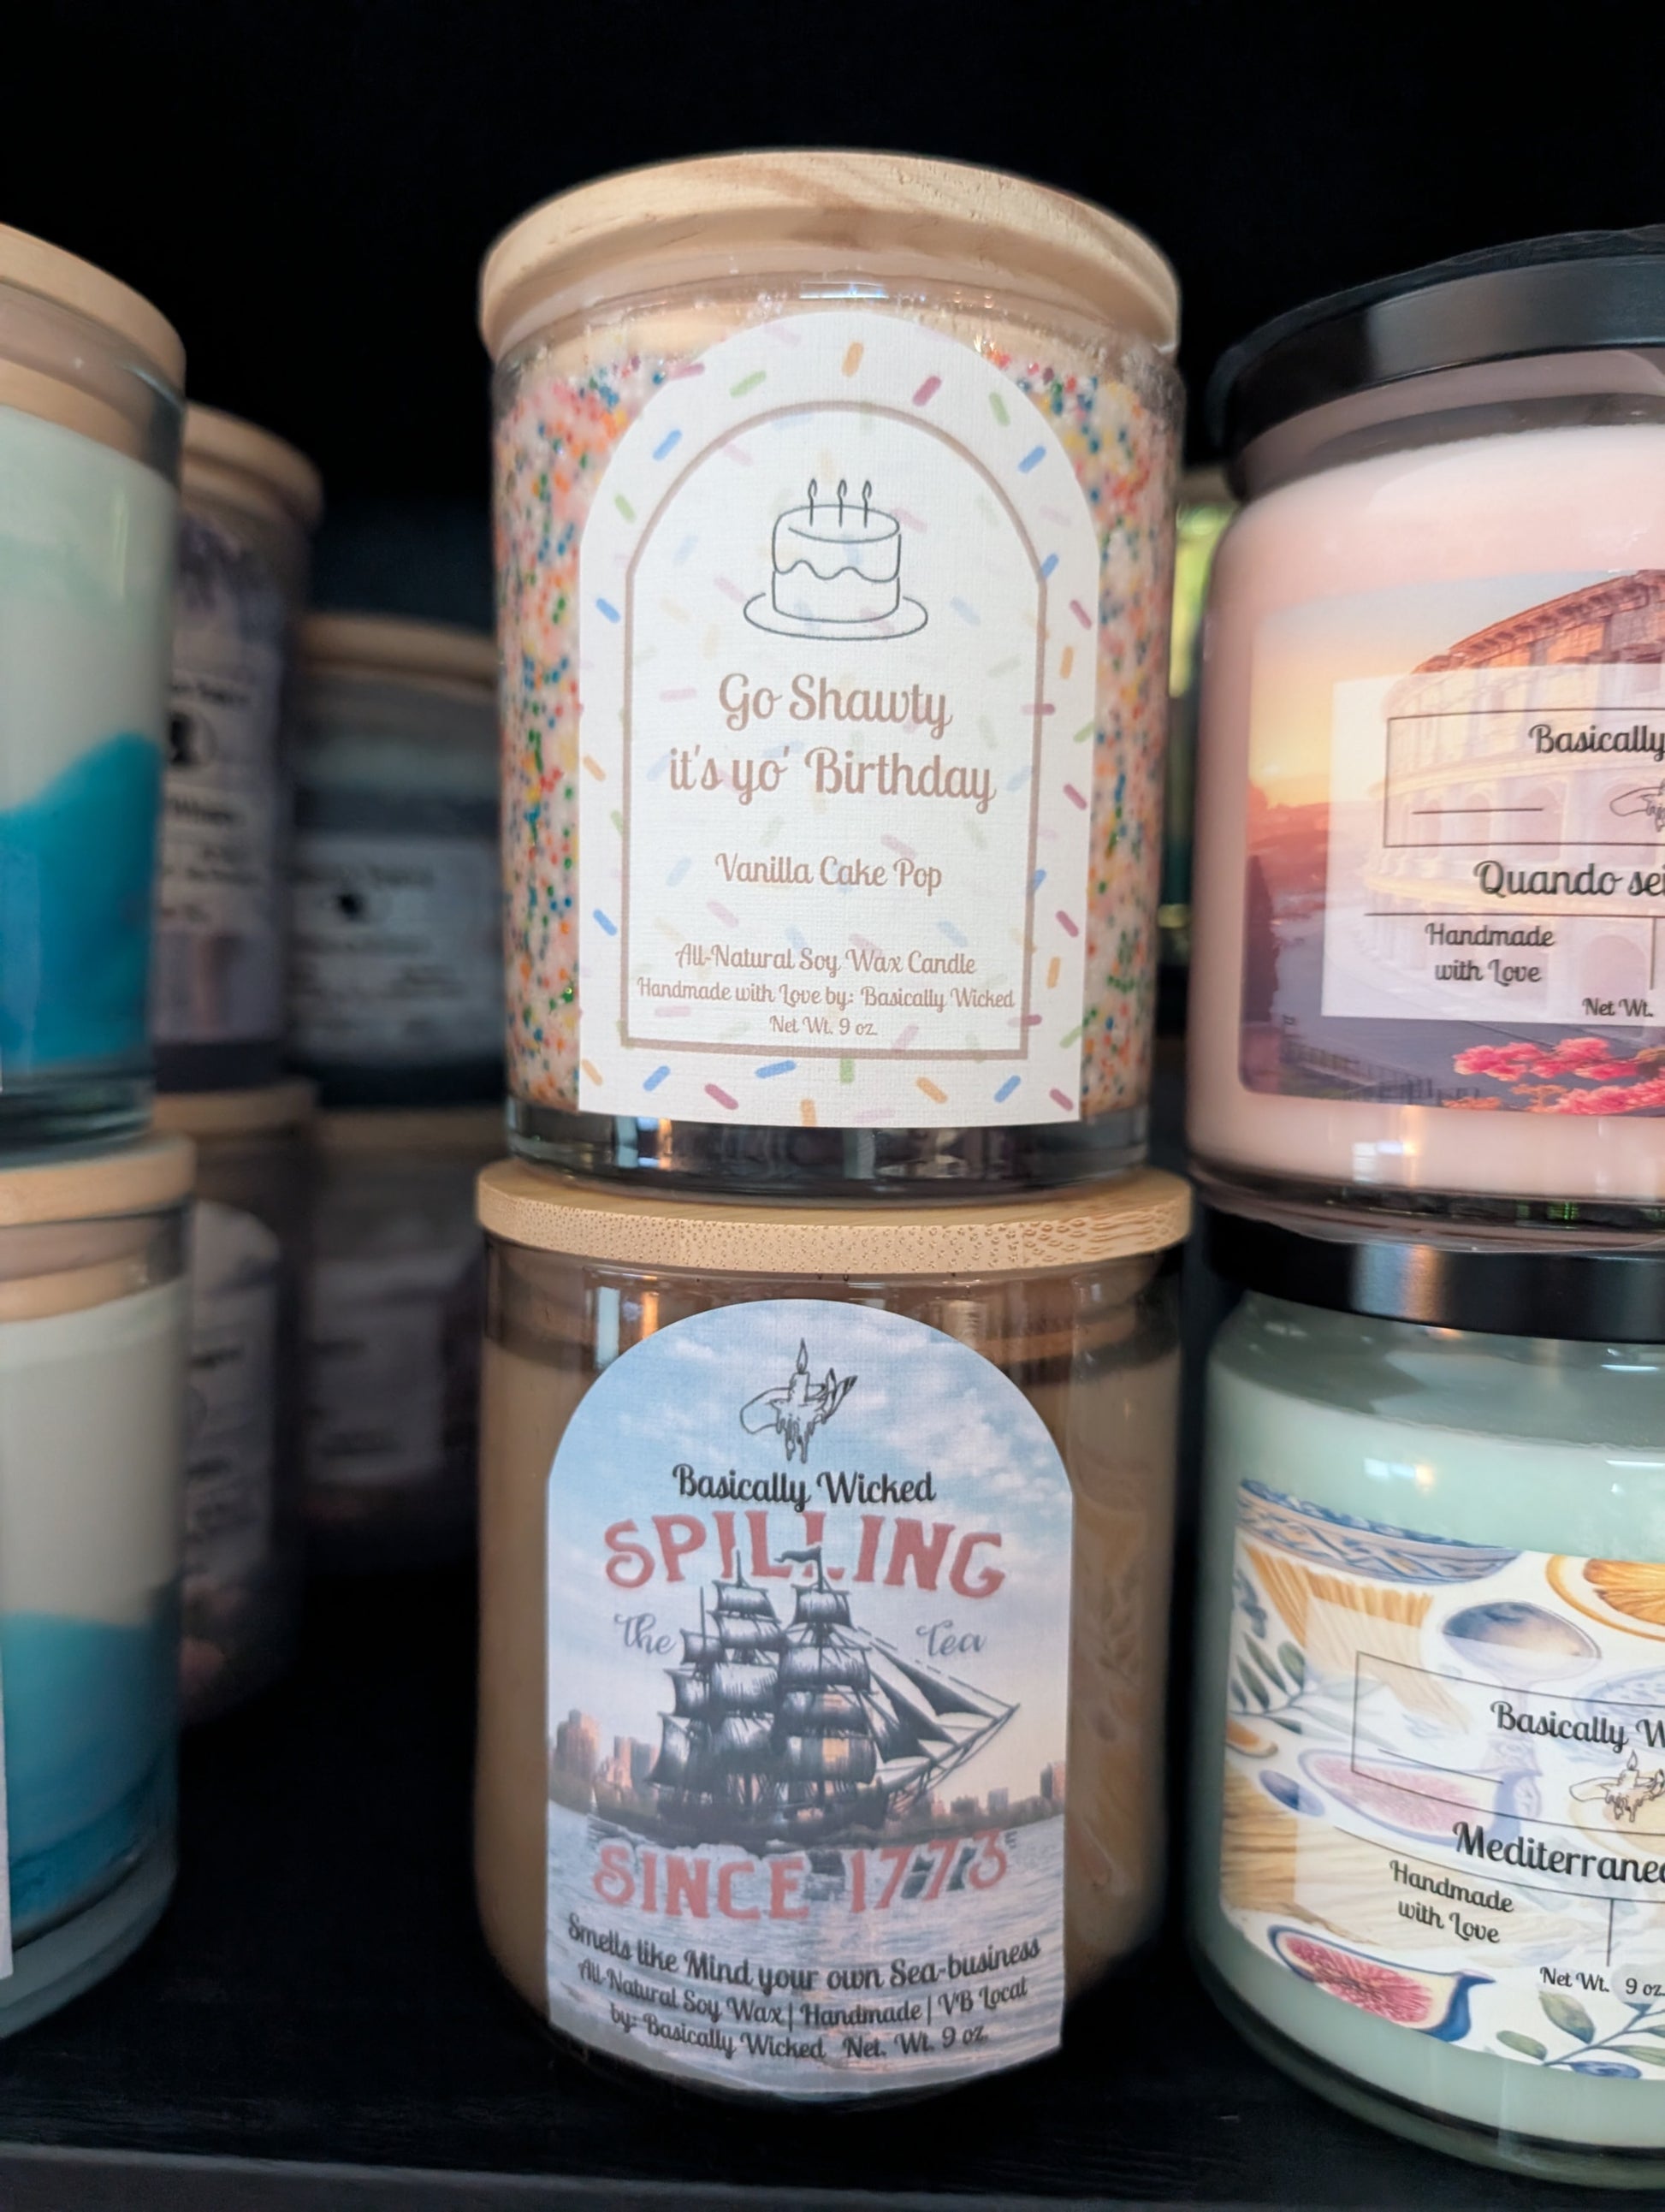 Go Shawty
it's yo' Birthday
Vanilla Cake Pop
All-Natural Soy Wax Candle
Handmade with Love by: Basically Wicked
Net Wt. 9 oz.
Basically Wicked
SPILLING
The Tea
SINCE 1773
Smells like Mind your own Sea-business
All-Natural Soy Wax | Handmade | VB Local
by: Basically Wicked Net. Wt. 9 oz.
Basically
Quando sei
Handmade
with Love
Net Wt.
Basically W
Mediterranea
Handmade
with Love
Net Wt. 9 oz.